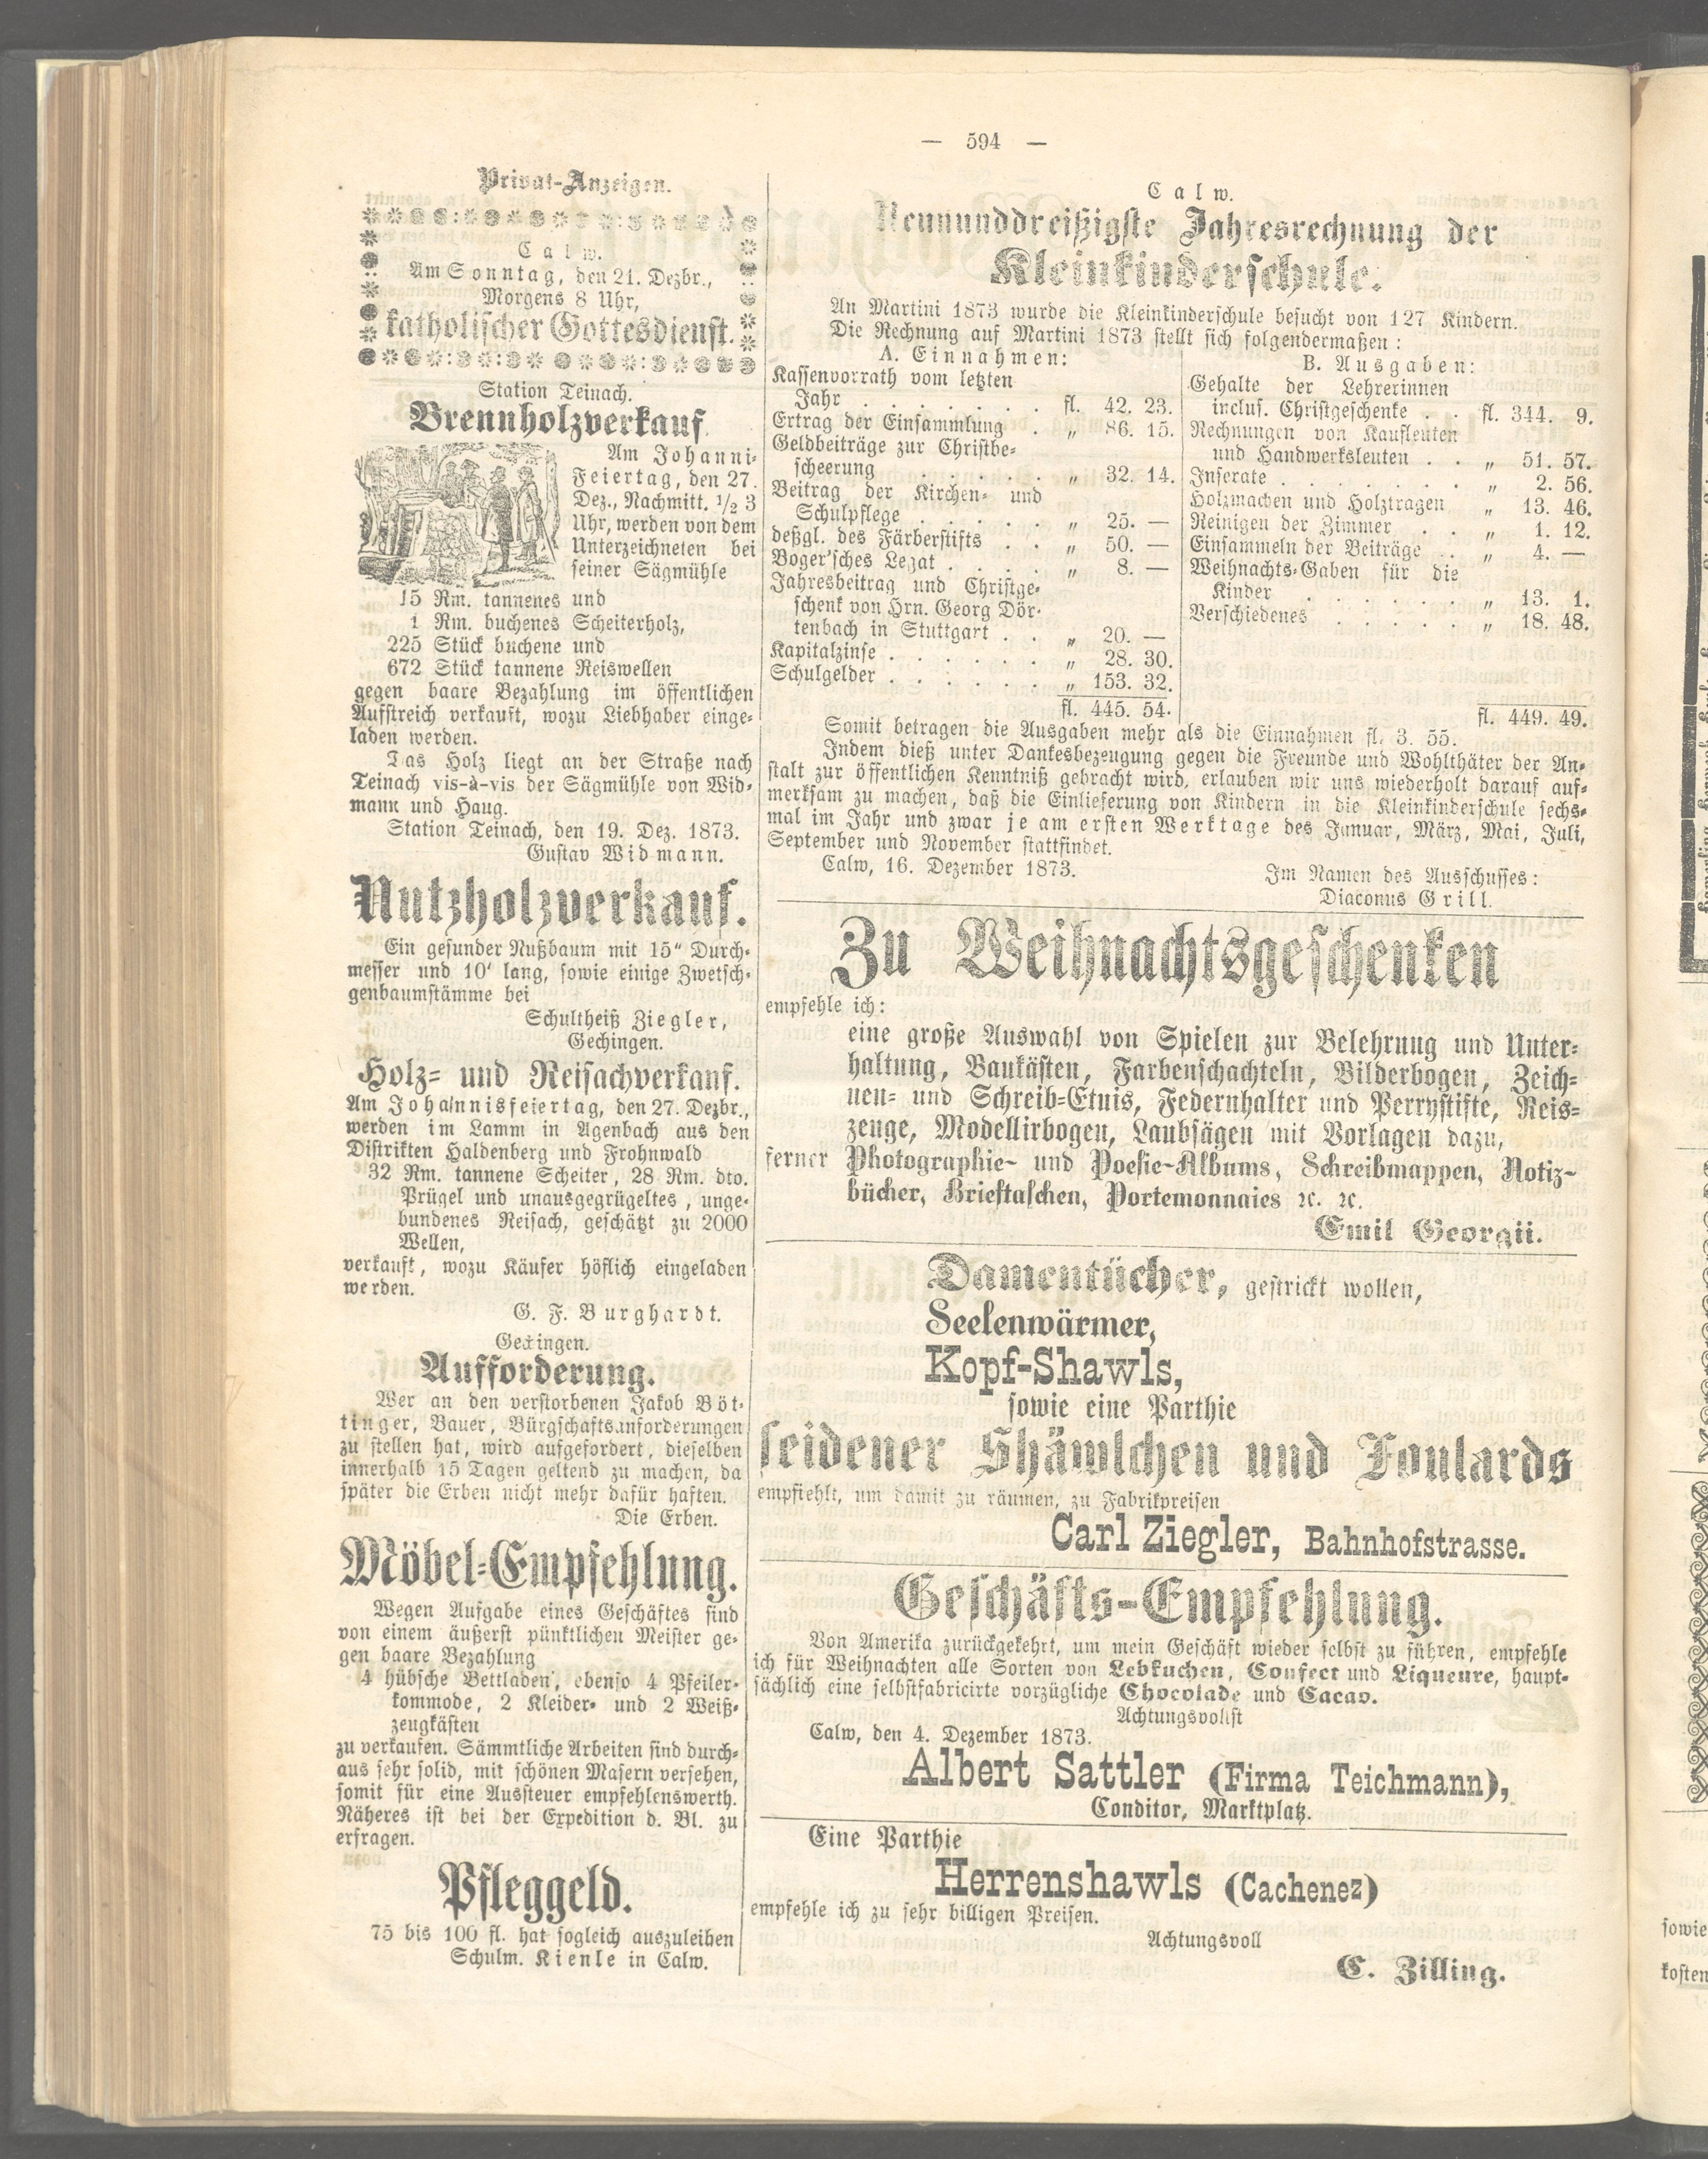 — 594 —
Privat-Anzeigen.
Calw.
Am Sonntag, den 21. Dezbr.,
Morgens 8 Uhr,
katholischer Gottesdienst.
Station Teinach.
Brennholzverkauf.
Am Johanni-
Feiertag, den 27.
Dez., Nachmitt. ½ 3
Uhr, werden von dem
Unterzeichneten bei
seiner Sägmühle
15 Rm. tannenes und
1 Rm. buchenes Scheiterholz,
225 Stück buchene und
672 Stück tannene Reiswellen
gegen baare Bezahlung im öffentlichen
Aufstreich verkauft, wozu Liebhaber einge-
laden werden.
Das Holz liegt an der Straße nach
Teinach vis-à-vis der Sägmühle von Wid-
mann und Haug.
Station Teinach, den 19. Dez. 1873.
Gustav Widmann.
Nutzholzverkauf.
Ein gesunder Nußbaum mit 15" Durch-
messer und 10' lang, sowie einige Zwetsch-
genbaumstämme bei
Schultheiß Ziegler,
Gechingen.
Holz- und Reisachverkauf.
Am Johannisfeiertag, den 27. Dezbr.,
werden im Lamm in Agenbach aus den
Distrikten Haldenberg und Frohnwald
32 Rm. tannene Scheiter, 28 Rm. dto.
Prügel und unausgegrügeltes, unge-
bundenes Reisach, geschätzt zu 2000
Wellen,
verkauft, wozu Käufer höflich eingeladen
werden.
G. F. Burghardt.
Gechingen.
Aufforderung.
Wer an den verstorbenen Jakob Böt-
tinger, Bauer, Bürgschaftsanforderungen
zu stellen hat, wird aufgefordert, dieselben
innerhalb 15 Tagen geltend zu machen, da
später die Erben nicht mehr dafür haften.
Die Erben.
Möbel-Empfehlung.
Wegen Aufgabe eines Geschäftes sind
von einem äußerst pünktlichen Meister ge-
gen baare Bezahlung
4 hübsche Bettladen, ebenso 4 Pfeiler-
kommode, 2 Kleider- und 2 Weiß-
zeugkästen
zu verkaufen. Sämmtliche Arbeiten sind durch-
aus sehr solid, mit schönen Masern versehen,
somit für eine Aussteuer empfehlenswerth.
Näheres ist bei der Expedition d. Bl. zu
erfragen.
Pfleggeld.
75 bis 100 fl. hat sogleich auszuleihen
Schulm. Kienle in Calw.
Calw.
Neununddreißigste Jahresrechnung der
Kleinkinderschule.
An Martini 1873 wurde die Kleinkinderschule besucht von 127 Kindern.
Die Rechnung auf Martini 1873 stellt sich folgendermaßen:
A. Einnahmen:
Kassenvorrath vom letzten
Jahr . . . . . . . fl. 42. 23.
Ertrag der Einsammlung . „ 86. 15.
Geldbeiträge zur Christbe-
scheerung . . . . . „ 32. 14.
Beitrag der Kirchen- und
Schulpflege . . . . . „ 25. —
deßgl. des Färberstifts . . „ 50. —
Boger'sches Legat . . . . „ 8. —
Jahresbeitrag und Christge-
schenk von Hrn. Georg Dör-
tenbach in Stuttgart . . „ 20. —
Kapitalzinse . . . . . . „ 28. 30.
Schulgelder . . . . . . „ 153. 32.
fl. 445. 54.
B. Ausgaben:
Gehalte der Lehrerinnen
inclus. Christgeschenke . . fl. 344. 9.
Rechnungen von Kaufleuten
und Handwerksleuten . . „ 51. 57.
Inserate . . . . . . . „ 2. 56.
Holzmachen und Holztragen „ 13. 46.
Reinigen der Zimmer . . „ 1. 12.
Einsammeln der Beiträge . . „ 4. —
Weihnachts-Gaben für die
Kinder . . . . . . „ 13. 1.
Verschiedenes . . . . . „ 18. 48.
fl. 449. 49.
Somit betragen die Ausgaben mehr als die Einnahmen fl. 3. 55.
Indem dieß unter Dankesbezeugung gegen die Freunde und Wohlthäter der An-
stalt zur öffentlichen Kenntniß gebracht wird, erlauben wir uns wiederholt darauf auf-
merksam zu machen, daß die Einlieferung von Kindern in die Kleinkinderschule sechs-
mal im Jahr und zwar je am ersten Werktage des Januar, März, Mai, Juli,
September und November stattfindet.
Calw, 16. Dezember 1873.
Im Namen des Ausschusses:
Diaconus Grill.
Zu Weihnachtsgeschenken
empfehle ich:
eine große Auswahl von Spielen zur Belehrung und Unter-
haltung, Baukästen, Farbenschachteln, Bilderbogen, Zeich-
nen- und Schreib-Etuis, Federnhalter und Perrystifte, Reis-
zeuge, Modellirbogen, Laubsägen mit Vorlagen dazu,
ferner Photographie- und Poesie-Albums, Schreibmappen, Notiz-
bücher, Brieftaschen, Portemonnaies ꝛc. ꝛc.
Emil Georgii.
Damentücher, gestrickt wollen,
Seelenwärmer,
Kopf-Shawls,
sowie eine Parthie
seidener Shäwlchen und Foulards
empfiehlt, um damit zu räumen, zu Fabrikpreisen
Carl Ziegler, Bahnhofstrasse.
Geschäfts-Empfehlung.
Von Amerika zurückgekehrt, um mein Geschäft wieder selbst zu führen, empfehle
ich für Weihnachten alle Sorten von Lebkuchen, Confect und Liqueure, haupt-
sächlich eine selbstfabricirte vorzügliche Chocolade und Cacao.
Achtungsvollst
Calw, den 4. Dezember 1873.
Albert Sattler (Firma Teichmann),
Conditor, Marktplatz.
Eine Parthie
Herrenshawls (Cachenez)
empfehle ich zu sehr billigen Preisen.
Achtungsvoll
C. Zilling.
sowie
kosten